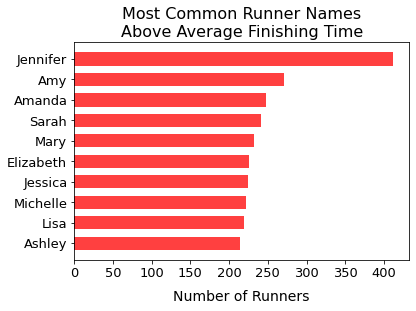 Most Common Runner Names
Above Average Finishing Time
Jennifer
Amy
Amanda
Sarah
Mary
Elizabeth
Jessica
Michelle
Lisa
Ashley
0 50 100 150 200 250 300 350 400
Number of Runners